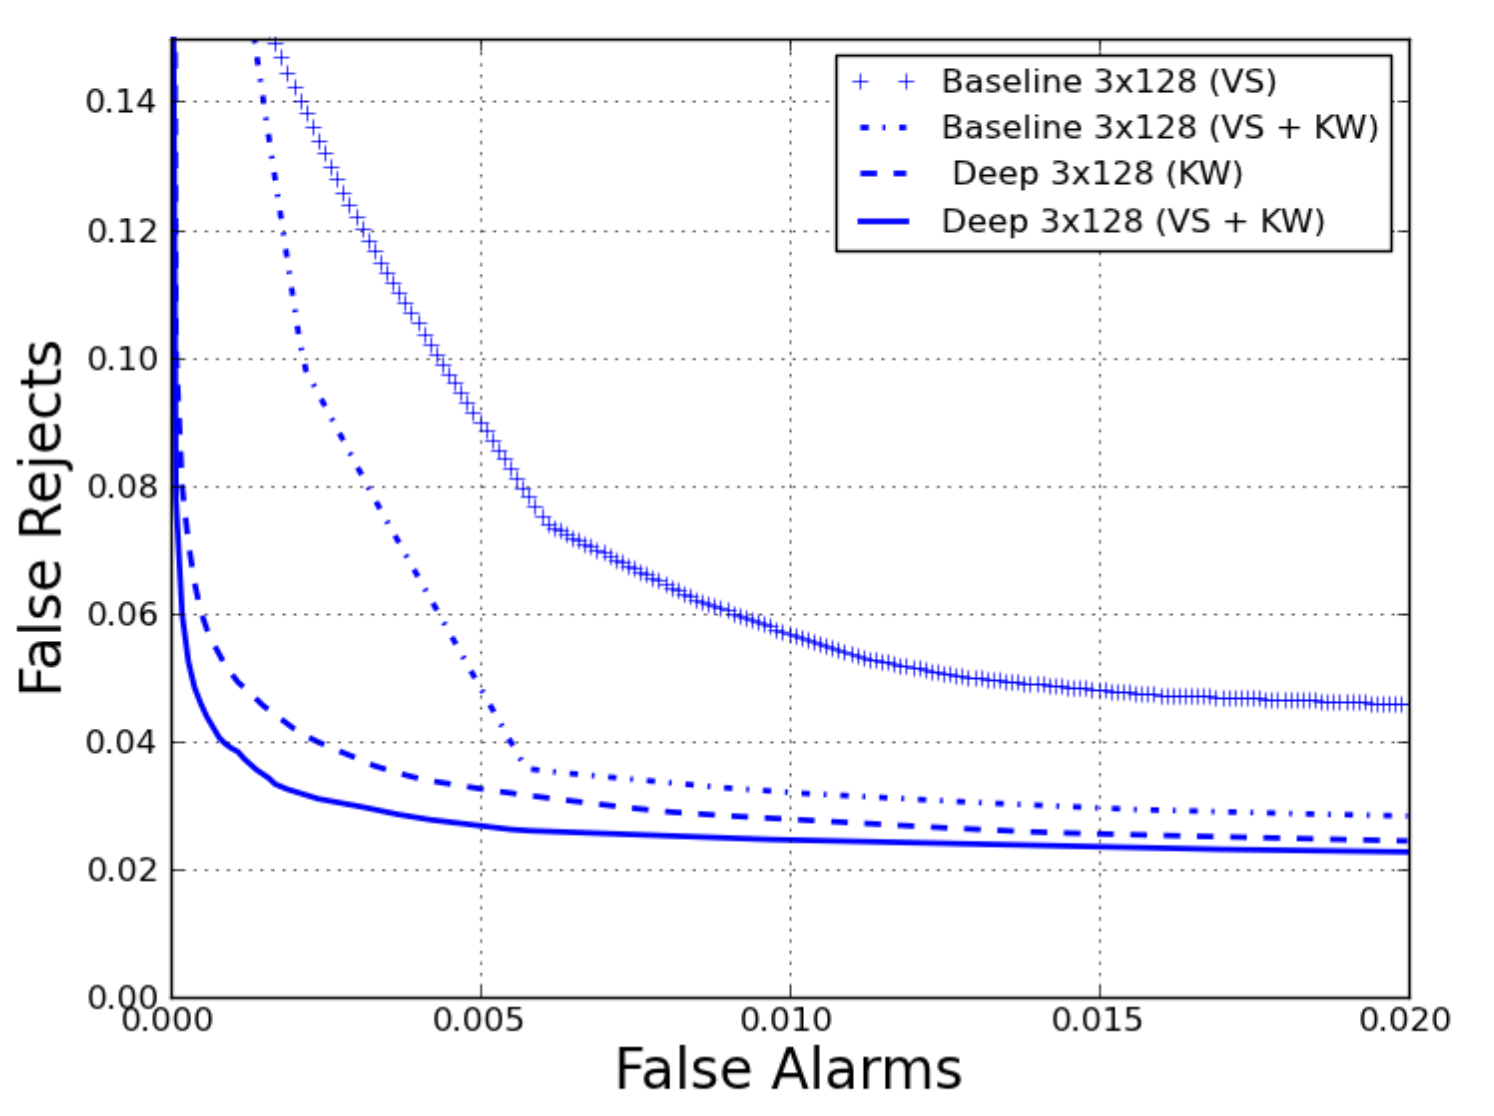 Baseline 3x128 (VS)
Baseline 3x128 (VS + KW)
Deep 3x128 (KW)
Deep 3x128 (VS + KW)
False Rejects
0.14
0.12
0.10
0.08
0.06
0.04
0.02
0.00
0.000 0.005 0.010 0.015 0.020
False Alarms